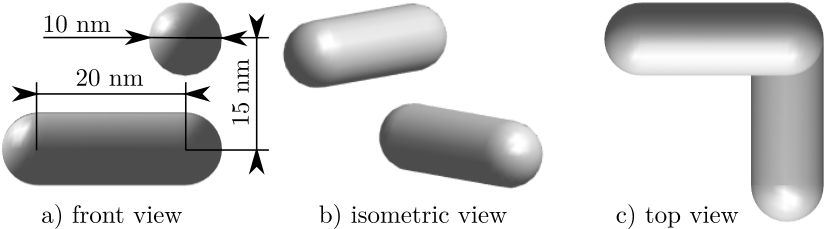 10 nm
20 nm
15 nm
a) front view
b) isometric view
c) top view